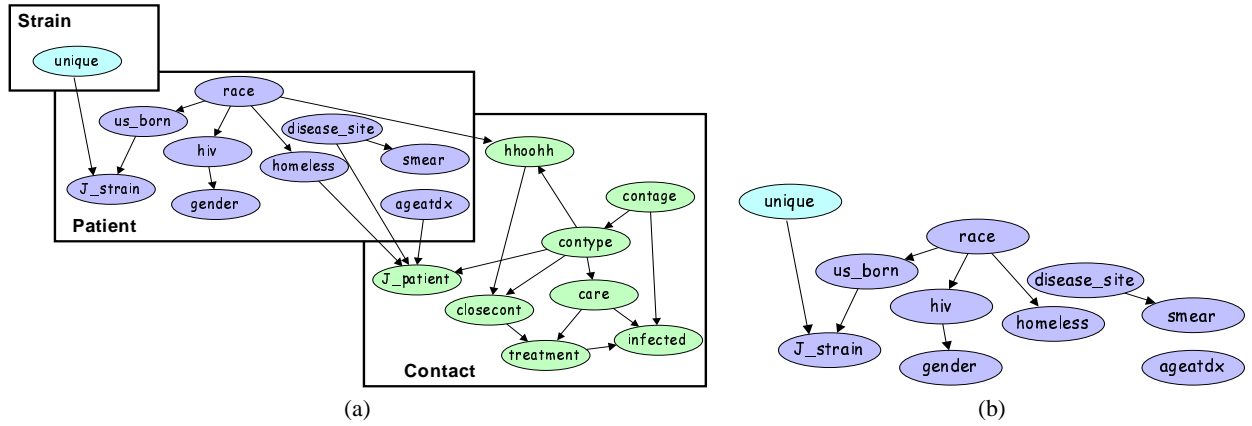 Strain
unique
race
us_born
disease_site
hiv
homeless
smear
hhoohh
J_strain
gender
ageatdx
contage
Patient
contype
J_patient
closecont
care
treatment
infected
Contact
(a)
unique
race
us_born
disease_site
hiv
homeless
smear
J_strain
gender
ageatdx
(b)